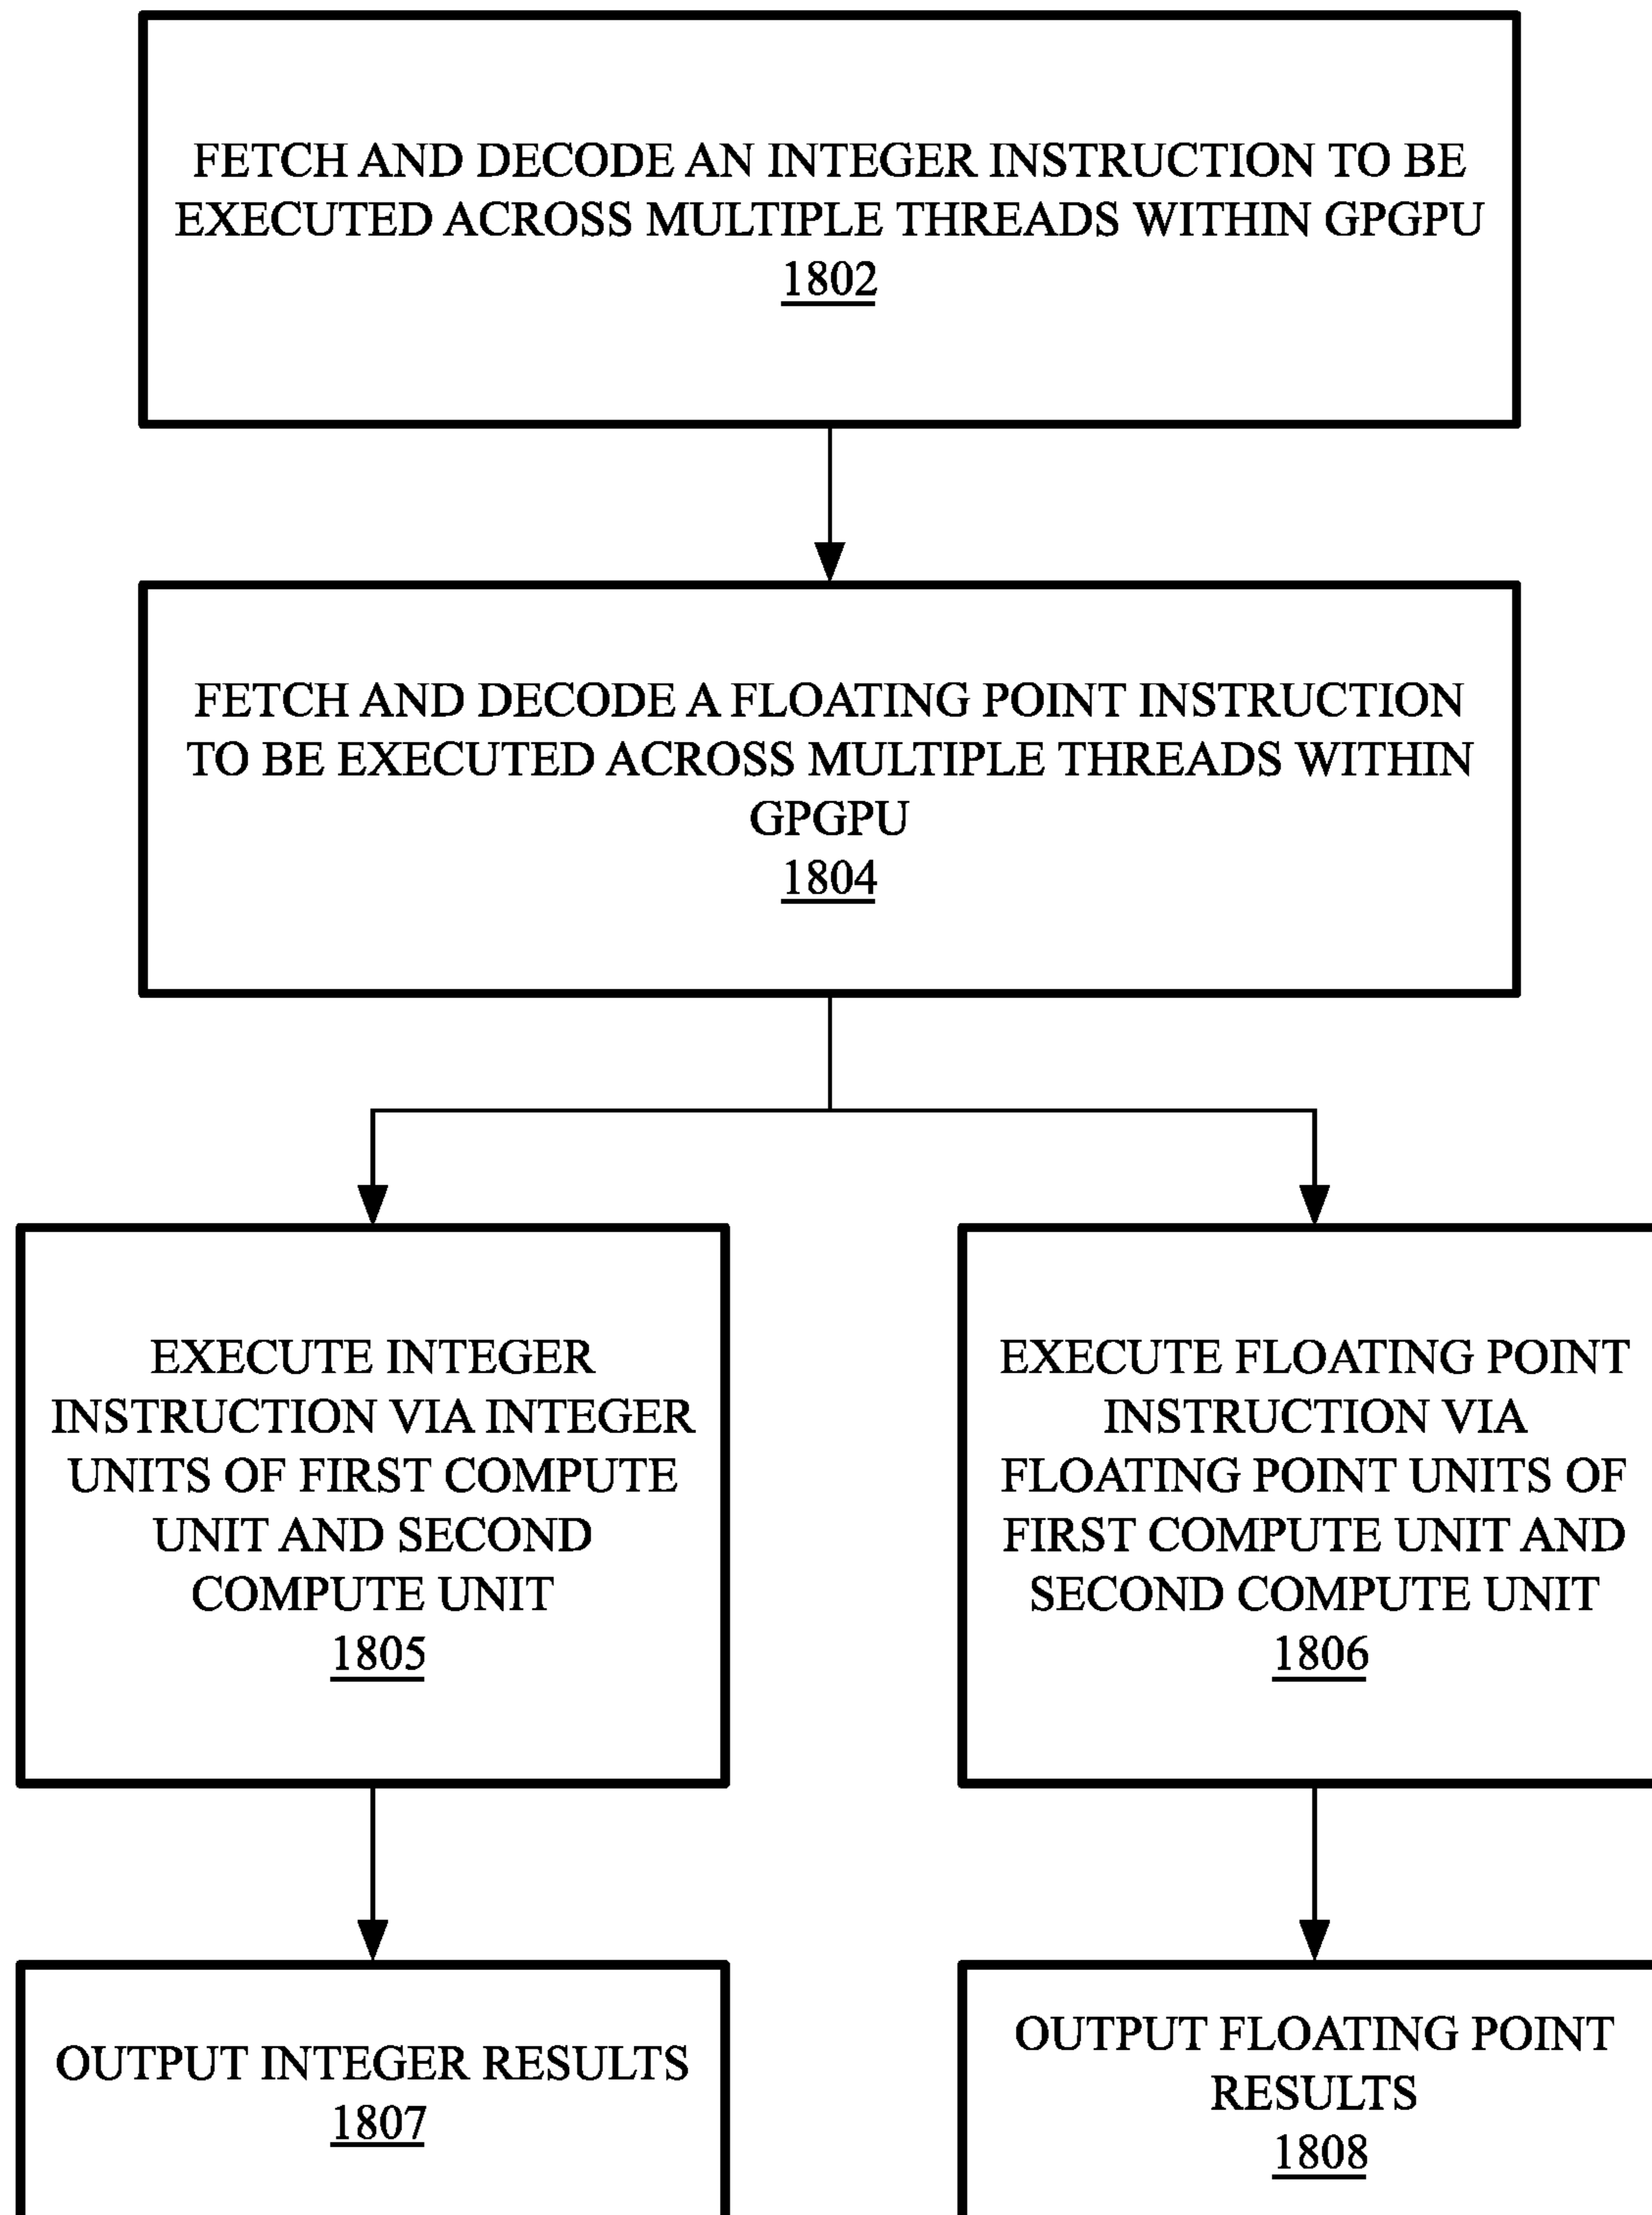 FETCH AND DECODE AN INTEGER INSTRUCTION TO BE
EXECUTED ACROSS MULTIPLE THREADS WITHIN GPGPU
1802
FETCH AND DECODE A FLOATING POINT INSTRUCTION
TO BE EXECUTED ACROSS MULTIPLE THREADS WITHIN
GPGPU
1804
EXECUTE INTEGER
INSTRUCTION VIA INTEGER
UNITS OF FIRST COMPUTE
UNIT AND SECOND
COMPUTE UNIT
1805
EXECUTE FLOATING POINT
INSTRUCTION VIA
FLOATING POINT UNITS OF
FIRST COMPUTE UNIT AND
SECOND COMPUTE UNIT
1806
OUTPUT INTEGER RESULTS
1807
OUTPUT FLOATING POINT
RESULTS
1808